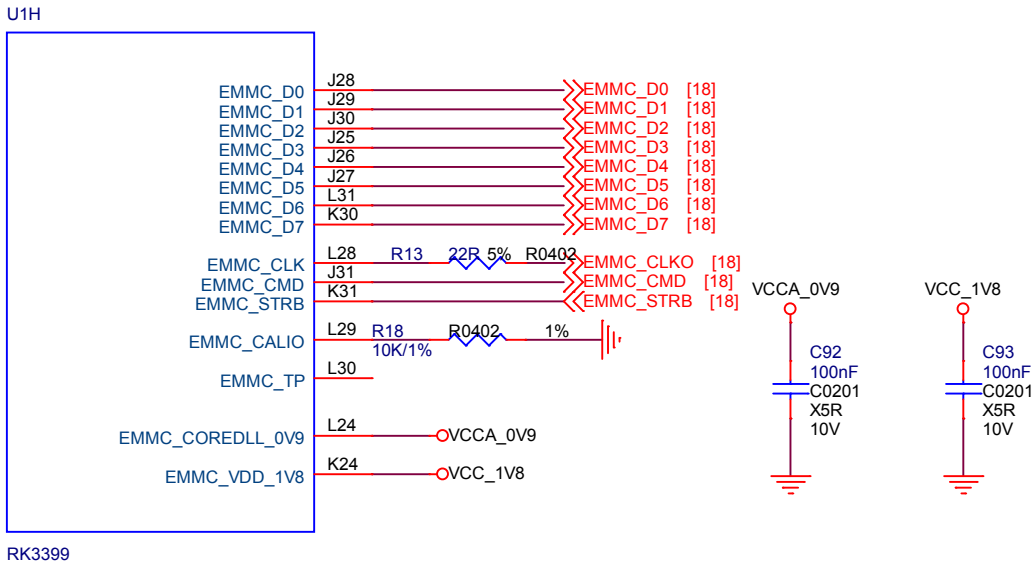 U1H
EMMC_D0 J28 EMMC_D0 [18]
EMMC_D1 J29 EMMC_D1 [18]
EMMC_D2 J30 EMMC_D2 [18]
EMMC_D3 J25 EMMC_D3 [18]
EMMC_D4 J26 EMMC_D4 [18]
EMMC_D5 J27 EMMC_D5 [18]
EMMC_D6 L31 EMMC_D6 [18]
EMMC_D7 K30 EMMC_D7 [18]
EMMC_CLK L28 R13 22R 5% R0402 EMMC_CLKO [18]
EMMC_CMD J31 EMMC_CMD [18]
EMMC_STRB K31 EMMC_STRB [18]
EMMC_CALIO L29 R18 R0402 1%
10K/1%
EMMC_TP L30
EMMC_COREDLL_0V9 L24 VCCA_0V9
EMMC_VDD_1V8 K24 VCC_1V8
VCCA_0V9
C92
100nF
C0201
X5R
10V
VCC_1V8
C93
100nF
C0201
X5R
10V
RK3399